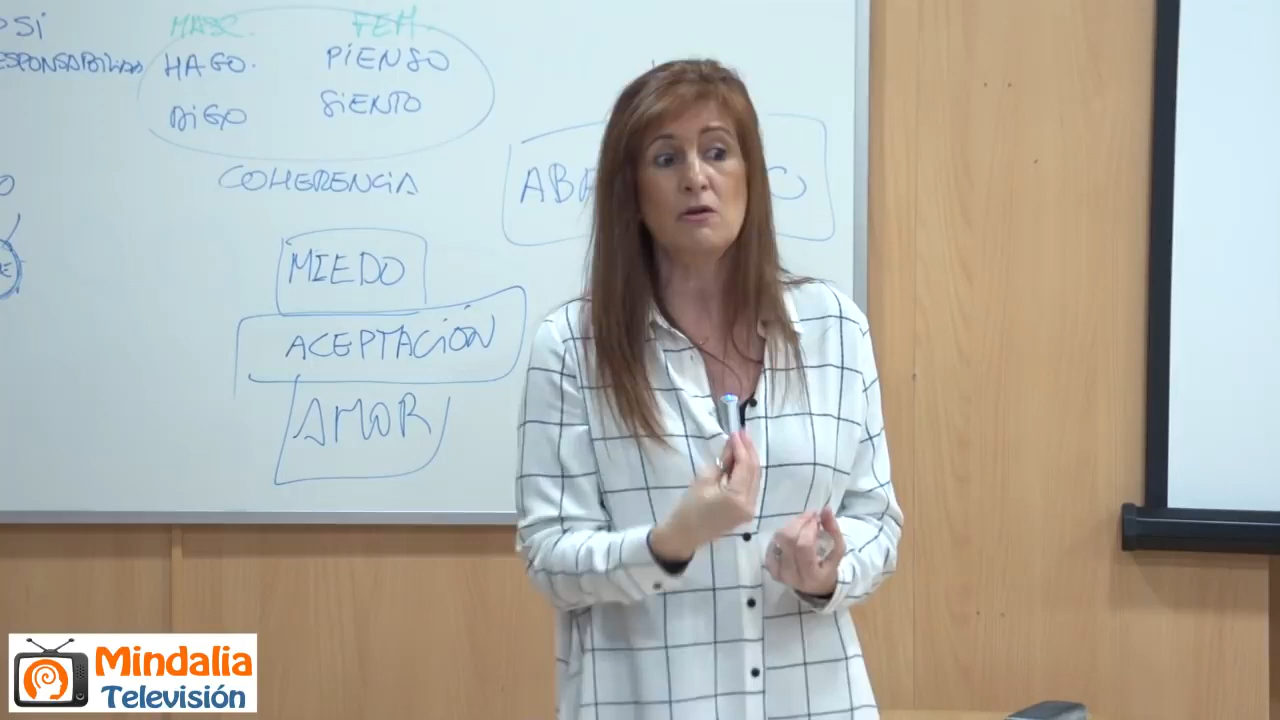 MASC. FEM.
HAGO. PIENSO
DIGO SIENTO
COHERENCIA
MIEDO
ACEPTACIÓN
AMOR
Mindalia
Televisión